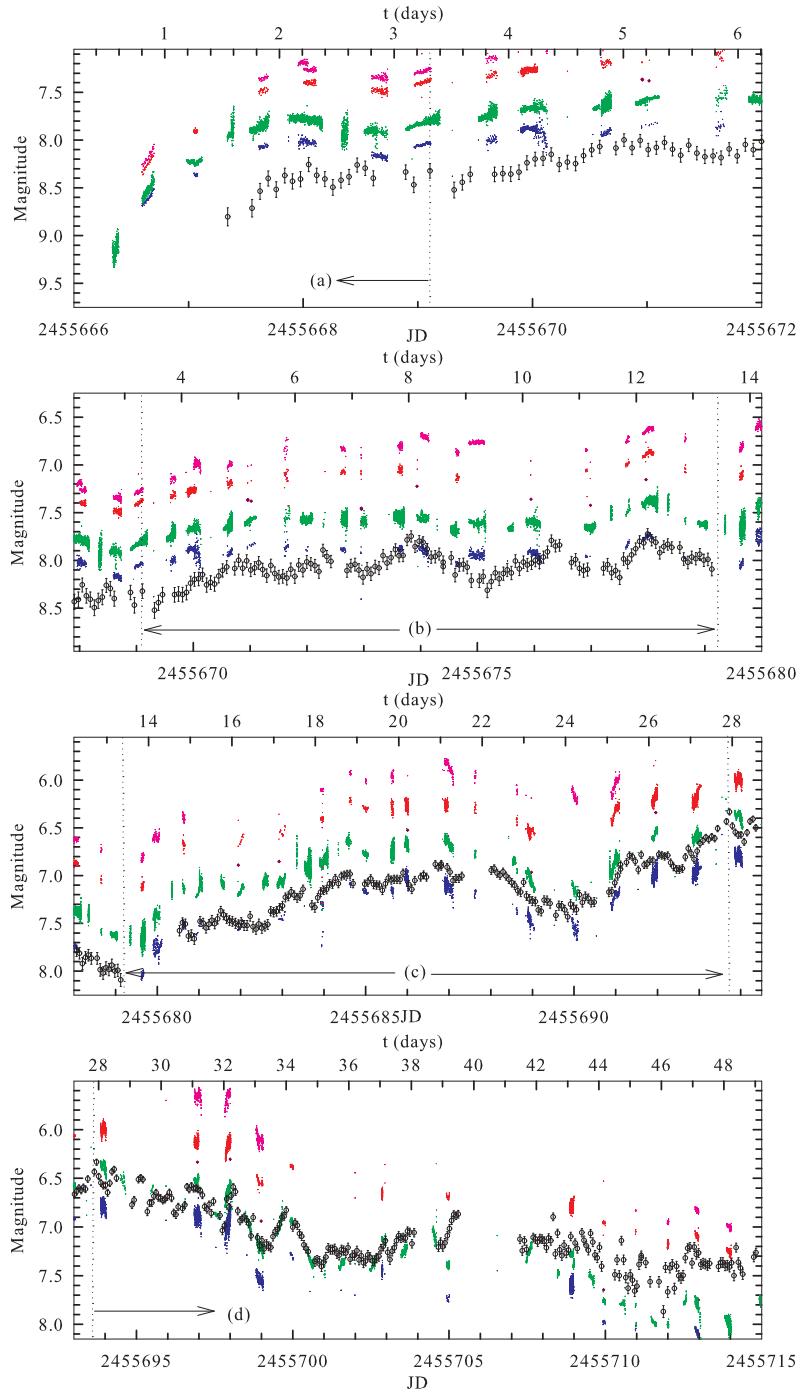 t (days)
1 2 3 4 5 6
7.5
8.0
8.5
9.0
9.5
Magnitude
(a)
2455666 2455668 2455670 2455672
JD
t (days)
4 6 8 10 12 14
6.5
7.0
7.5
8.0
8.5
Magnitude
(b)
2455670 2455675 2455680
JD
t (days)
14 16 18 20 22 24 26 28
6.0
6.5
7.0
7.5
8.0
Magnitude
(c)
2455680 2455685 JD 2455690
t (days)
28 30 31 32 34 36 38 40 42 44 46 48
6.0
6.5
7.0
7.5
8.0
Magnitude
(d)
2455695 2455700 2455705 2455710 2455715
JD